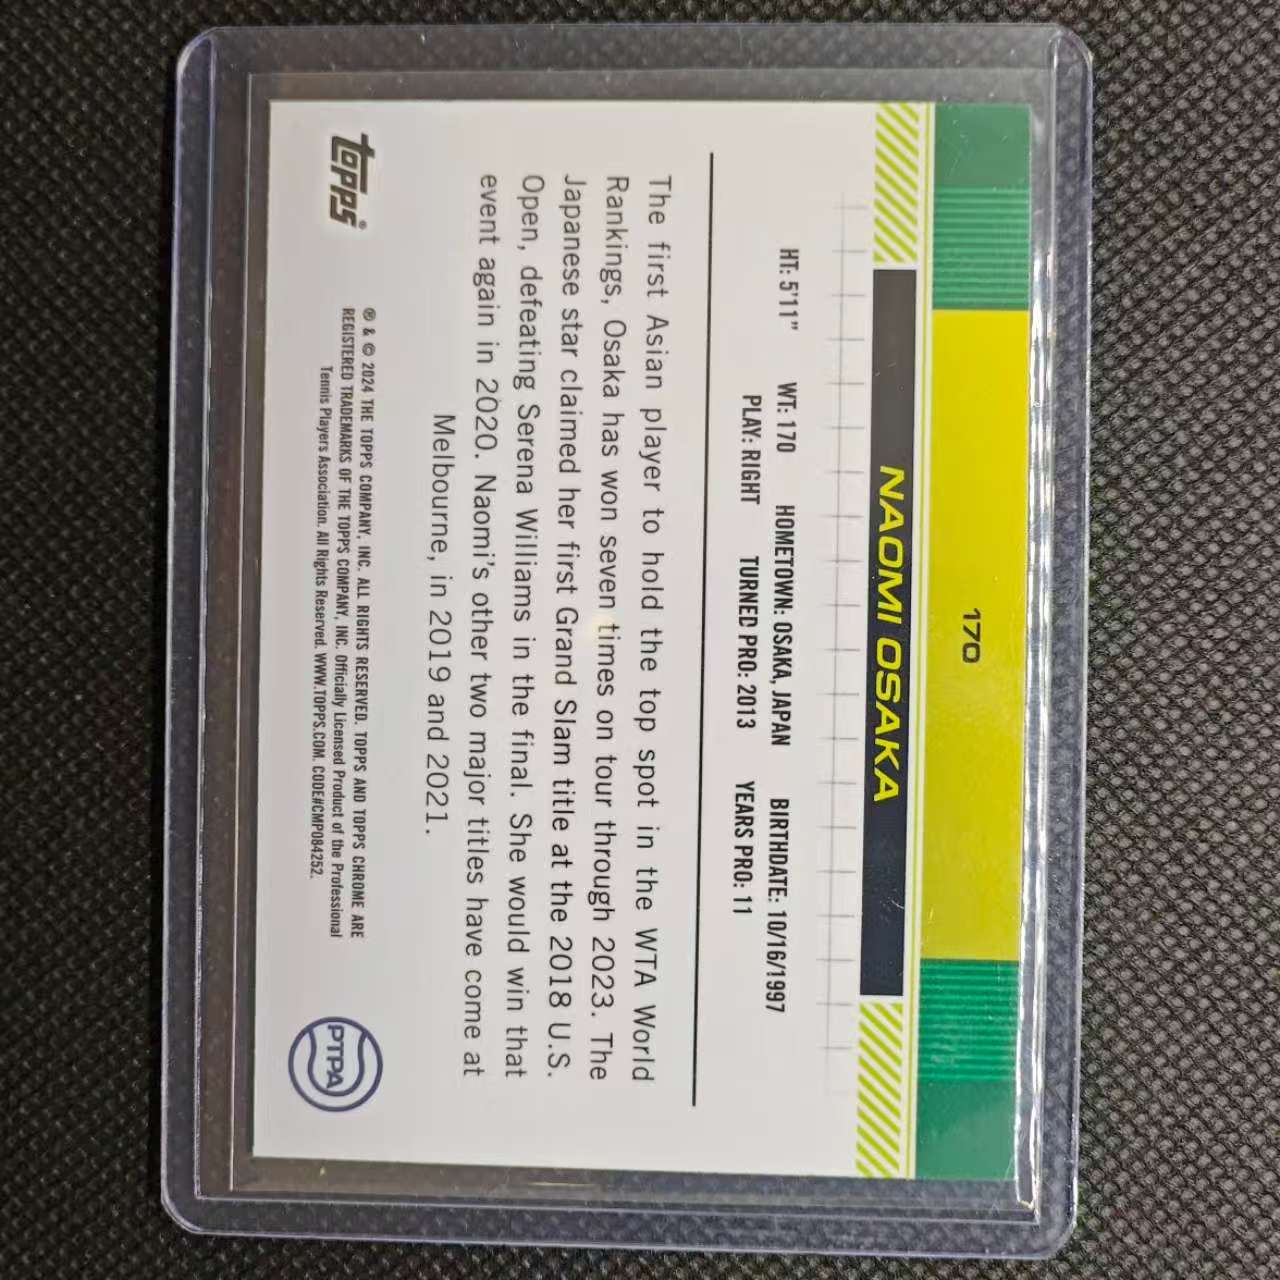 170
NAOMI OSAKA
HT: 5'11" WT: 170 HOMETOWN: OSAKA, JAPAN BIRTHDATE: 10/16/1997
PLAY: RIGHT TURNED PRO: 2013 YEARS PRO: 11
The first Asian player to hold the top spot in the WTA World
Rankings, Osaka has won seven times on tour through 2023. The
Japanese star claimed her first Grand Slam title at the 2018 U.S.
Open, defeating Serena Williams in the final. She would win that
event again in 2020. Naomi's other two major titles have come at
Melbourne, in 2019 and 2021.
topps®
® & © 2024 THE TOPPS COMPANY, INC. ALL RIGHTS RESERVED. TOPPS AND TOPPS CHROME ARE
REGISTERED TRADEMARKS OF THE TOPPS COMPANY, INC. Officially Licensed Product of the Professional
Tennis Players Association. All Rights Reserved. WWW.TOPPS.COM. CODE#CMP084252.
PTPA